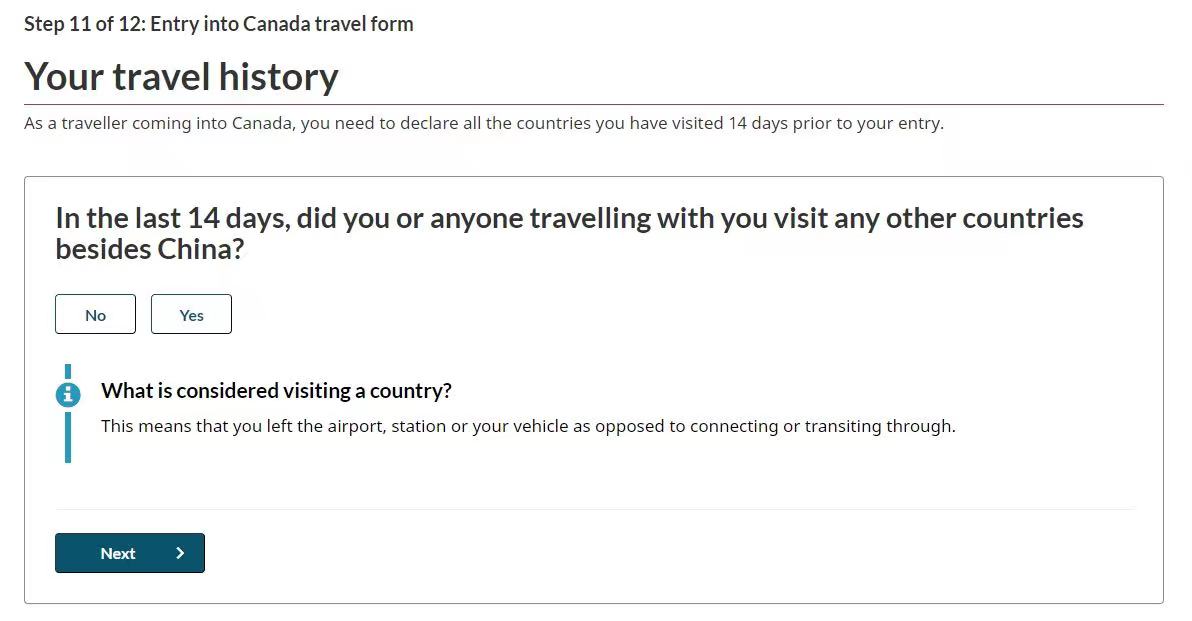 Step 11 of 12: Entry into Canada travel form
Your travel history
As a traveller coming into Canada, you need to declare all the countries you have visited 14 days prior to your entry.
In the last 14 days, did you or anyone travelling with you visit any other countries
besides China?
No
Yes
What is considered visiting a country?
This means that you left the airport, station or your vehicle as opposed to connecting or transiting through.
Next